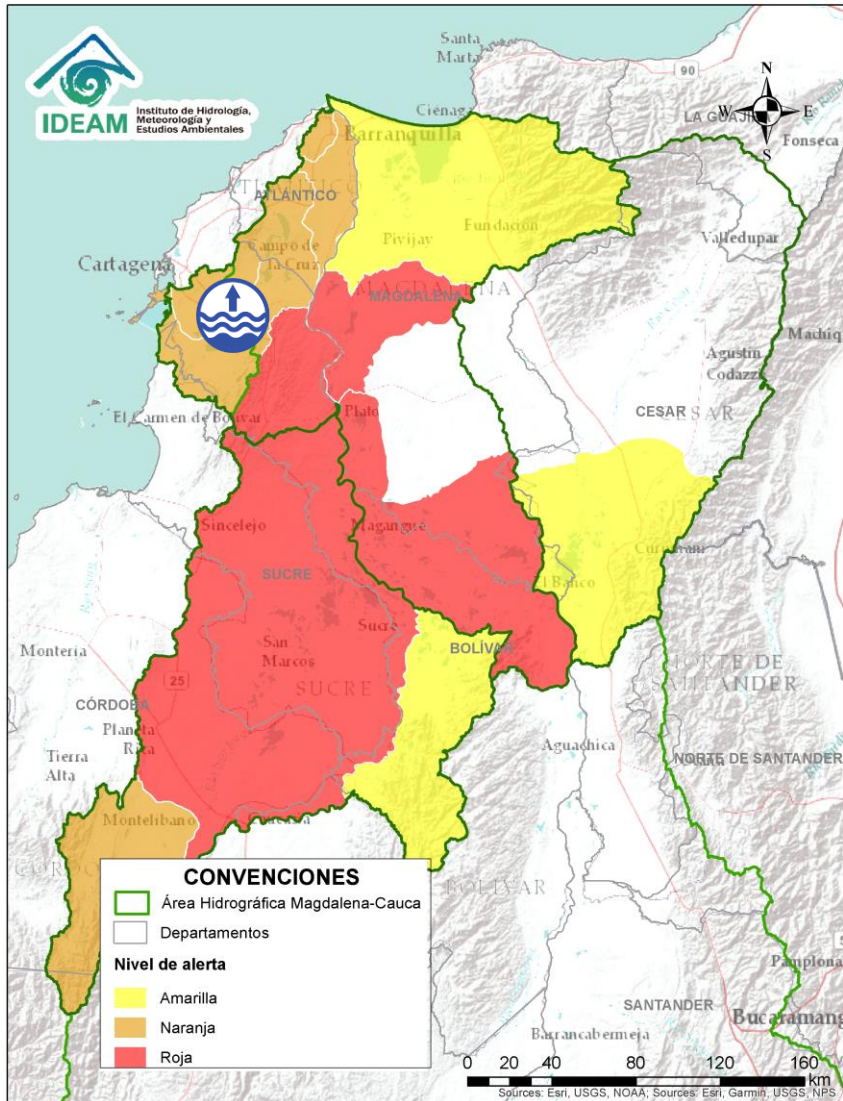 IDEAM
Instituto de Hidrología,
Meteorología y
Estudios Ambientales
Santa
Marta
90
N
W
E
S
LA GUAJI
Fonseca
Ciénaga
Barranquilla
ATLÁNTICO
Campo de
la Cruz
Pivijay
Fundación
Valledupar
Cartagena
MAGDALENA
Agustín
Codazzi
Machiq
El Carmen de Bolívar
Plato
CESAR
CESAR
Sincelejo
Magangué
SUCRE
El Banco
Sucre
San
Marcos
SUCRE
BOLÍVAR
Montería
25
CÓRDOBA
Planeta
Rica
Tierra
Alta
NORTE DE
SANTANDER
Aguachica
NORTE DE SANTANDER
Montelíbano
BOLÍVAR
CONVENCIONES
Área Hidrográfica Magdalena-Cauca
Departamentos
Nivel de alerta
Amarilla
Naranja
Roja
Pamplona
SANTANDER
Bucaramang
Barrancabermeja
0 20 40 80 120 160
km
Sources: Esri, USGS, NOAA; Sources: Esri, Garmin, USGS, NPS